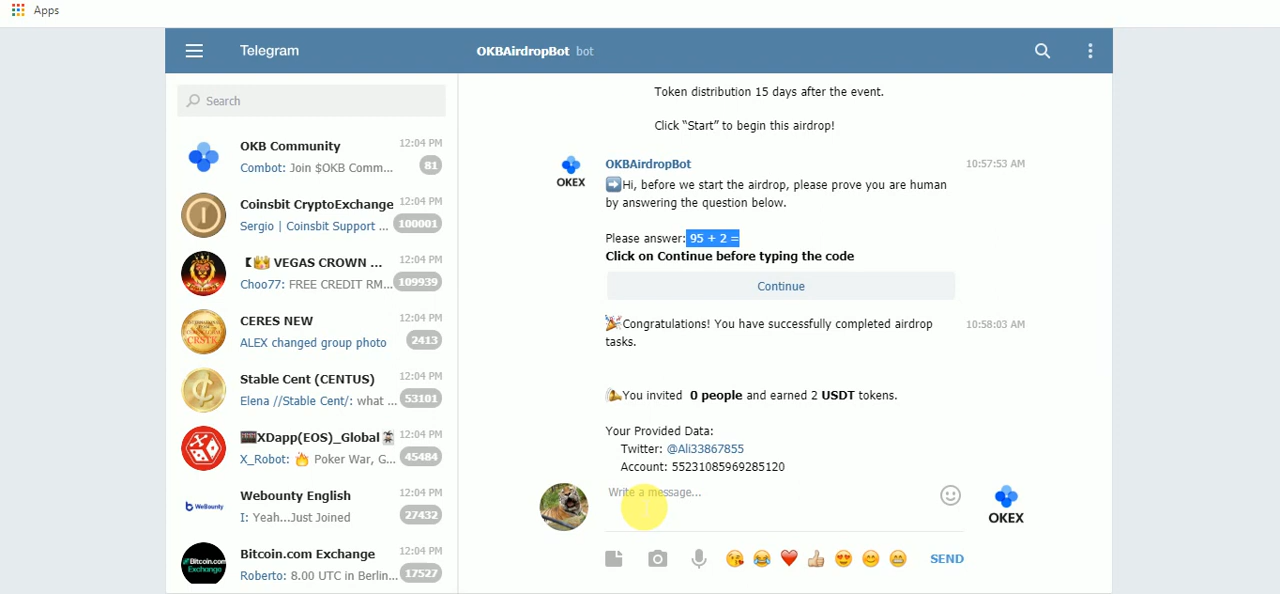 Apps
Telegram
OKBAirdropBot bot
Search
OKB Community 12:04 PM
Combot: Join $OKB Comm... 81
Coinsbit CryptoExchange 12:04 PM
Sergio | Coinsbit Support ... 100001
【👑 VEGAS CROWN ... 12:04 PM
Choo77: FREE CREDIT RM... 109939
CERES NEW 12:04 PM
ALEX changed group photo 2413
Stable Cent (CENTUS) 12:04 PM
Elena //Stable Cent/: what ... 53101
🎰XDapp(EOS)_Global🃏 12:04 PM
X_Robot: 🔥 Poker War, G... 45484
Webounty English 12:04 PM
I: Yeah...Just Joined 27432
WeBounty
Bitcoin.com Exchange 12:04 PM
Roberto: 8.00 UTC in Berlin... 17527
Bitcoin.com
Exchange
Token distribution 15 days after the event.
Click “Start” to begin this airdrop!
OKEX
OKBAirdropBot 10:57:53 AM
➡️Hi, before we start the airdrop, please prove you are human
by answering the question below.
Please answer: 95 + 2 =
Click on Continue before typing the code
Continue
🎉Congratulations! You have successfully completed airdrop 10:58:03 AM
tasks.
You invited 0 people and earned 2 USDT tokens.
Your Provided Data:
Twitter: @Ali33867855
Account: 55231085969285120
Write a message...
OKEX
😘 😂 ❤️ 👍 😍 😊 😁 SEND